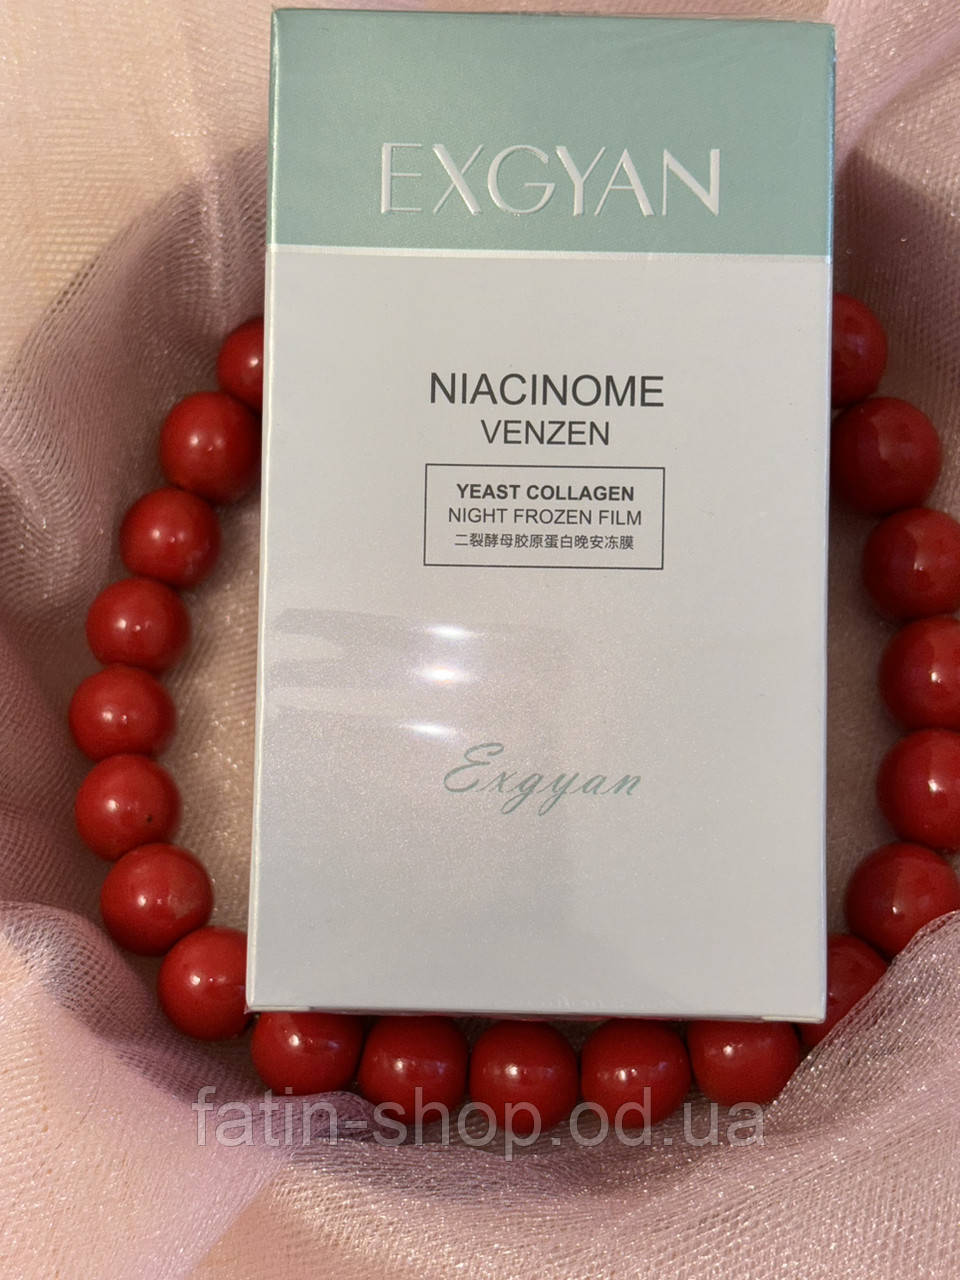 EXGYAN
NIACINOME
VENZEN
YEAST COLLAGEN
NIGHT FROZEN FILM
二裂酵母胶原蛋白晚安冻膜
Exgyan
fatin-shop.od.ua